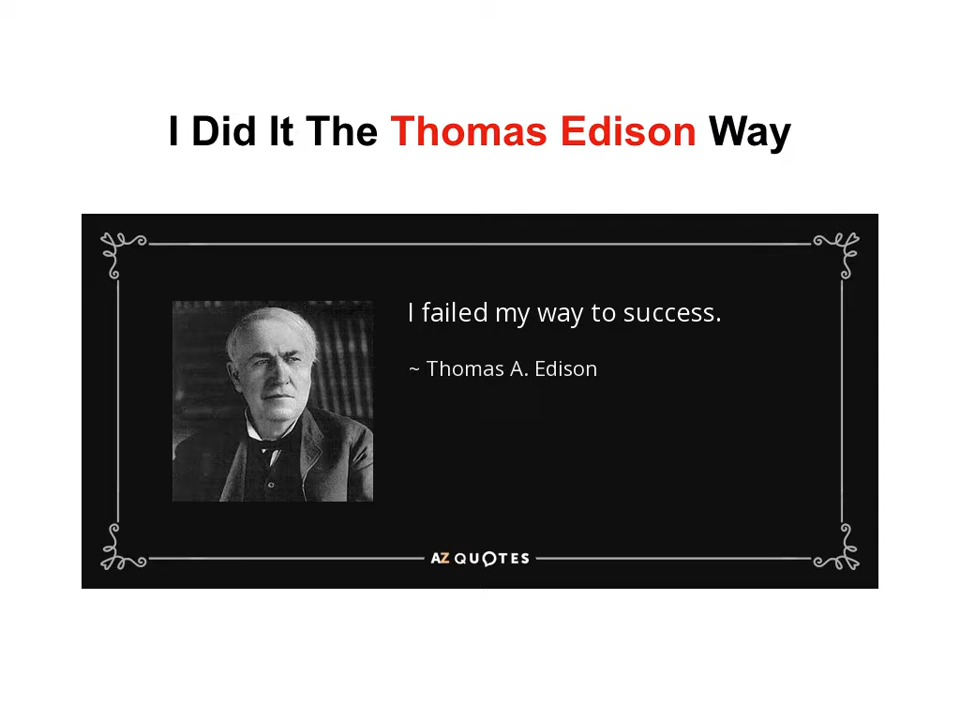 I Did It The Thomas Edison Way
I failed my way to success.
~ Thomas A. Edison
AZ QUOTES